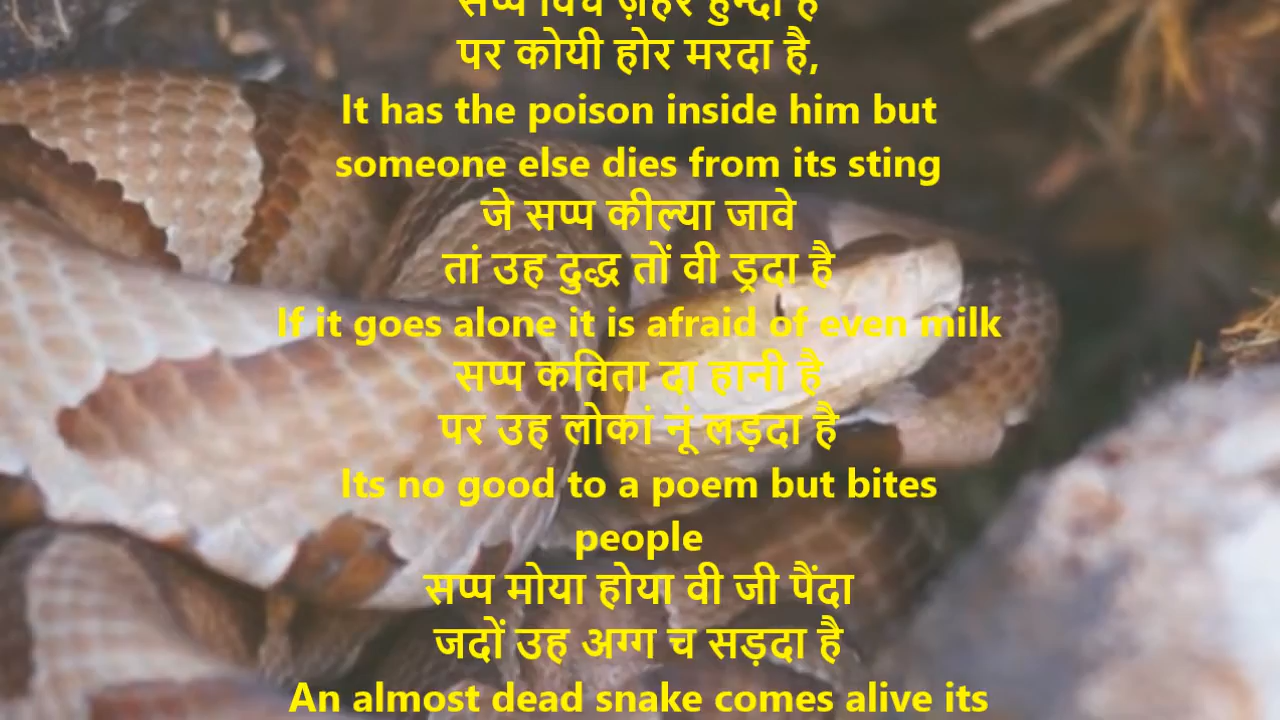 सप्प विच ज़हर हुन्दा है
पर कोयी होर मरदा है,
It has the poison inside him but
someone else dies from its sting
जे सप्प कील्या जावे
तां उह दुद्ध तों वी ड्रदा है
If it goes alone it is afraid of even milk
सप्प कविता दा हानी है
पर उह लोकां नूं लड़दा है
Its no good to a poem but bites
people
सप्प मोया होया वी जी पैंदा
जदों उह अग्ग च सड़दा है
An almost dead snake comes alive its